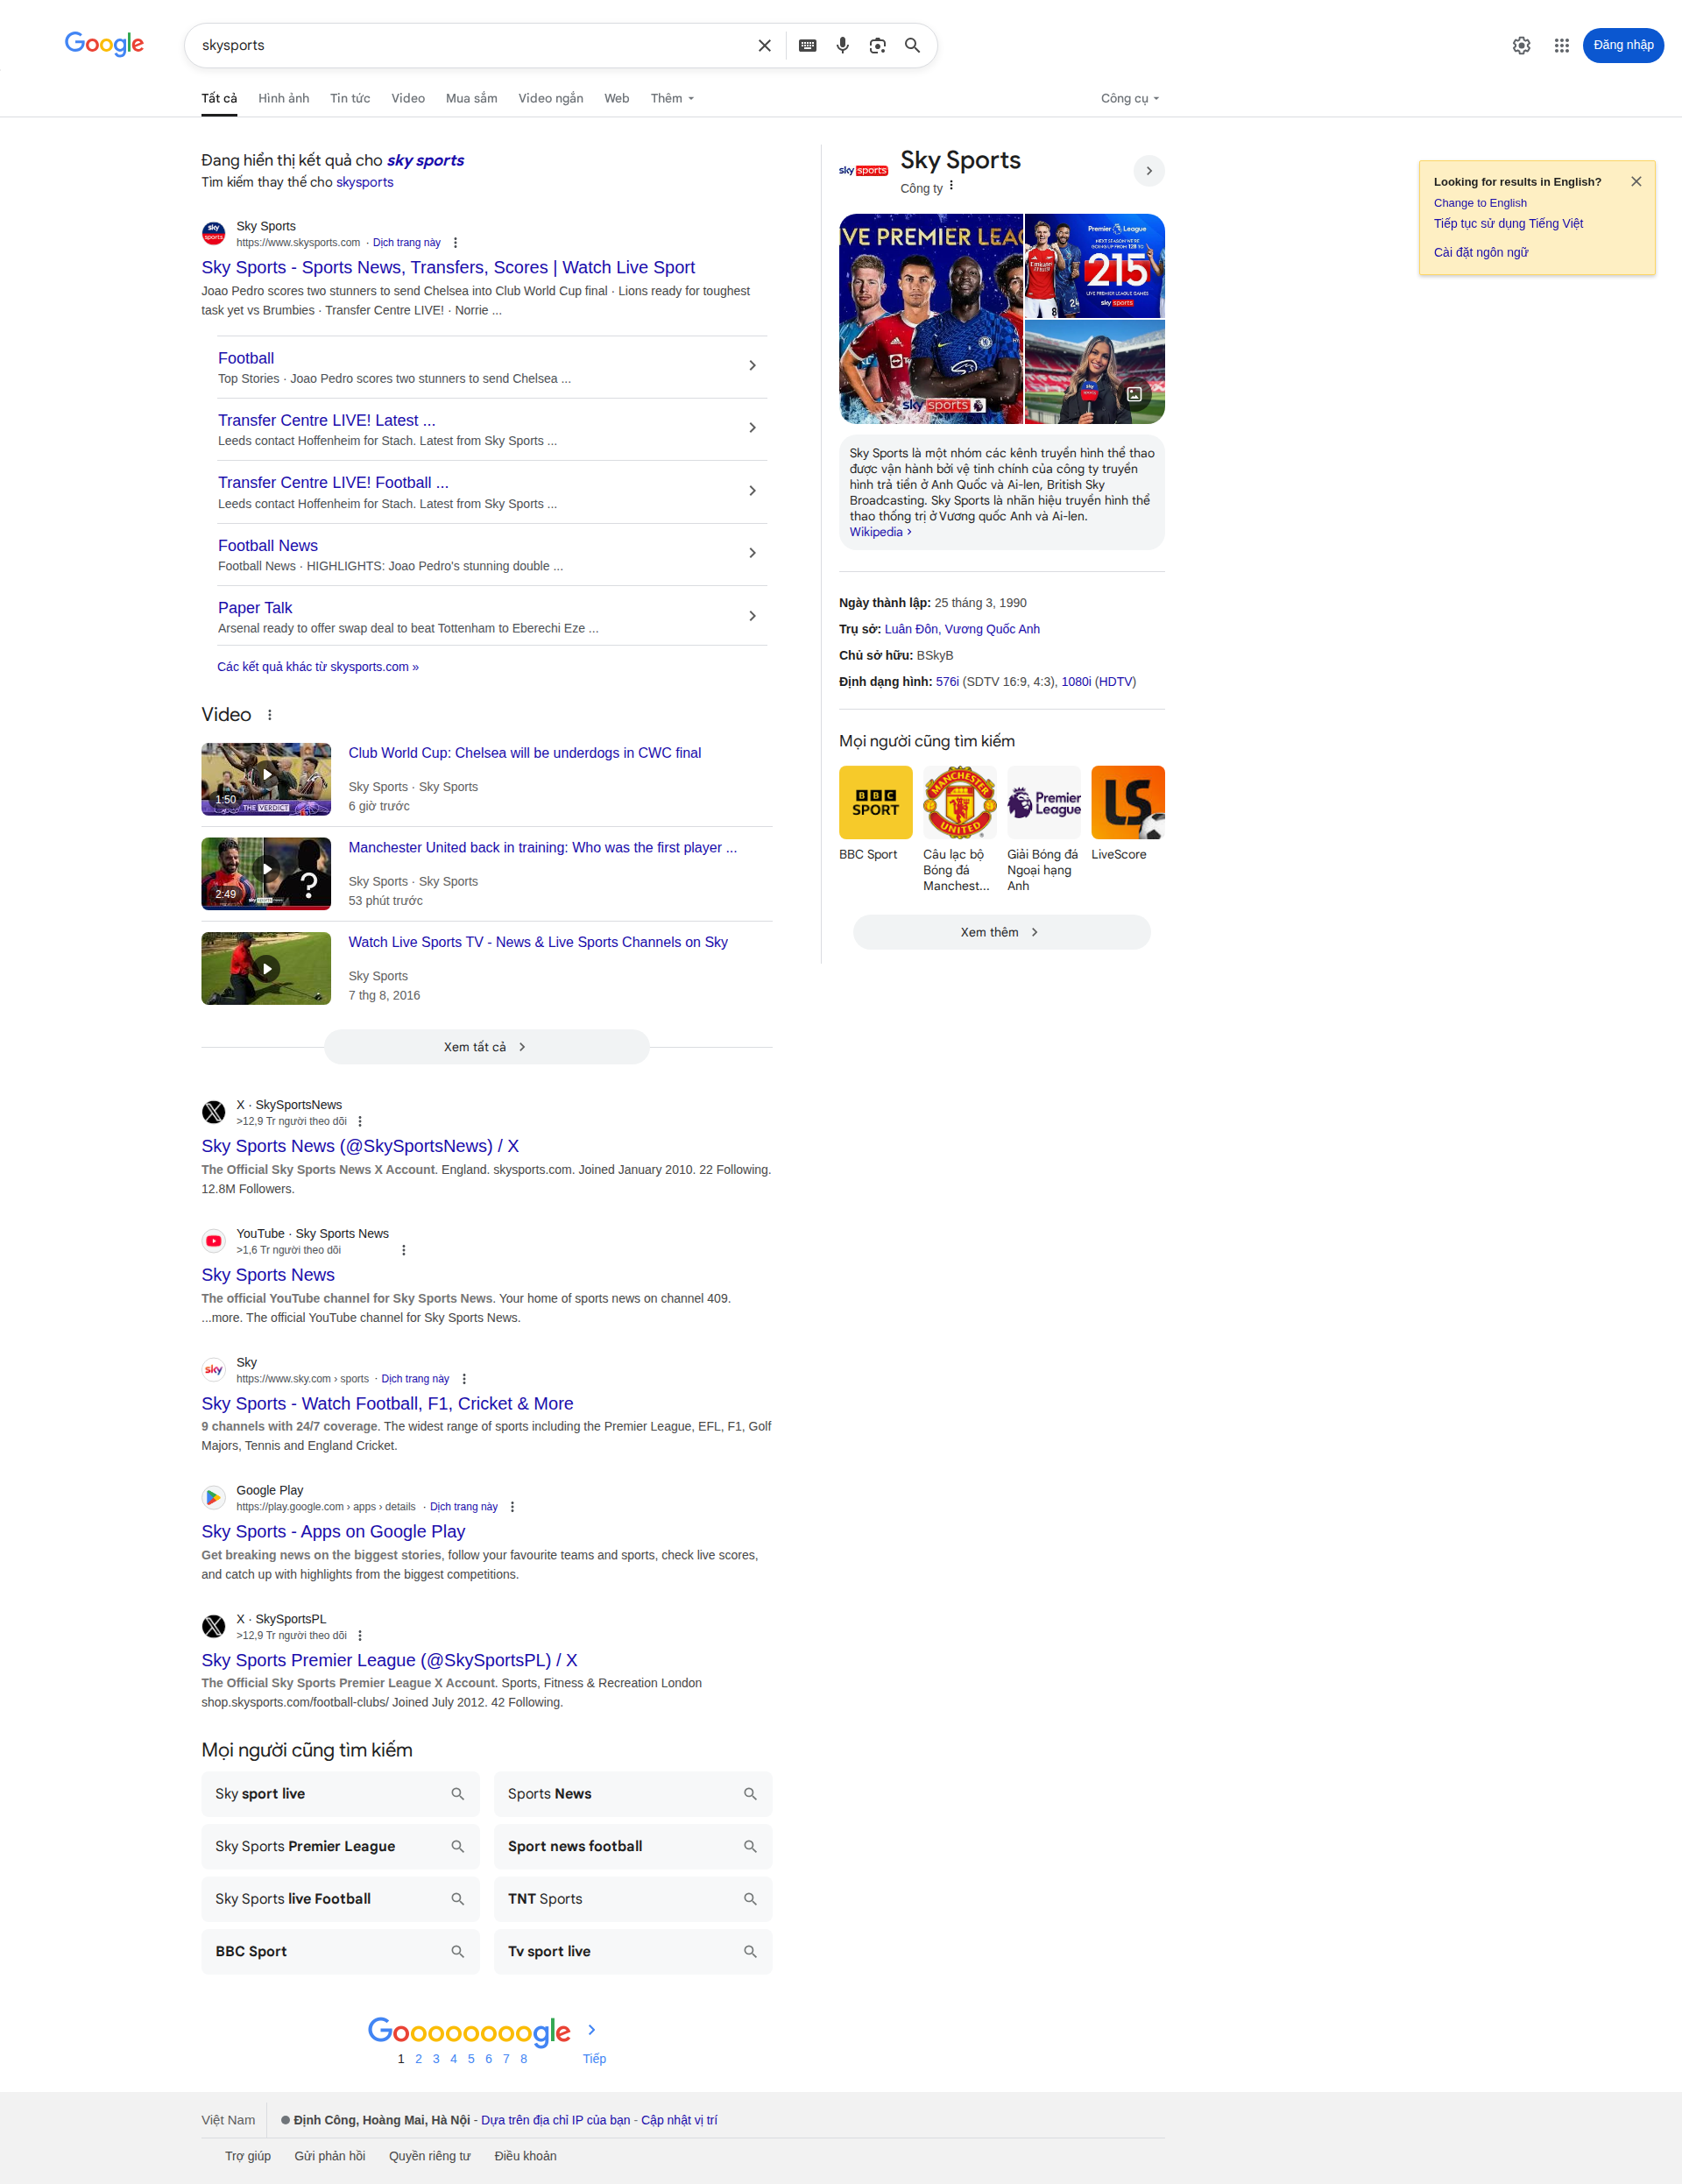 Google
skysports
Đăng nhập
Tất cả
Hình ảnh
Tin tức
Video
Mua sắm
Video ngắn
Web
Thêm
Công cụ
Đang hiển thị kết quả cho sky sports
Tìm kiếm thay thế cho skysports
sky sports
Sky Sports
https://www.skysports.com · Dịch trang này
Sky Sports - Sports News, Transfers, Scores | Watch Live Sport
Joao Pedro scores two stunners to send Chelsea into Club World Cup final · Lions ready for toughest
task yet vs Brumbies · Transfer Centre LIVE! · Norrie ...
Football
Top Stories · Joao Pedro scores two stunners to send Chelsea ...
Transfer Centre LIVE! Latest ...
Leeds contact Hoffenheim for Stach. Latest from Sky Sports ...
Transfer Centre LIVE! Football ...
Leeds contact Hoffenheim for Stach. Latest from Sky Sports ...
Football News
Football News · HIGHLIGHTS: Joao Pedro's stunning double ...
Paper Talk
Arsenal ready to offer swap deal to beat Tottenham to Eberechi Eze ...
Các kết quả khác từ skysports.com »
Video
Club World Cup: Chelsea will be underdogs in CWC final
Sky Sports · Sky Sports
6 giờ trước
1:50
THE VERDICT
Manchester United back in training: Who was the first player ...
Sky Sports · Sky Sports
53 phút trước
2:49
?
Watch Live Sports TV - News & Live Sports Channels on Sky
Sky Sports
7 thg 8, 2016
Xem tất cả
X · SkySportsNews
>12,9 Tr người theo dõi
Sky Sports News (@SkySportsNews) / X
The Official Sky Sports News X Account. England. skysports.com. Joined January 2010. 22 Following.
12.8M Followers.
YouTube · Sky Sports News
>1,6 Tr người theo dõi
Sky Sports News
The official YouTube channel for Sky Sports News. Your home of sports news on channel 409.
...more. The official YouTube channel for Sky Sports News.
sky
Sky
https://www.sky.com › sports · Dịch trang này
Sky Sports - Watch Football, F1, Cricket & More
9 channels with 24/7 coverage. The widest range of sports including the Premier League, EFL, F1, Golf
Majors, Tennis and England Cricket.
Google Play
https://play.google.com › apps › details · Dịch trang này
Sky Sports - Apps on Google Play
Get breaking news on the biggest stories, follow your favourite teams and sports, check live scores,
and catch up with highlights from the biggest competitions.
X · SkySportsPL
>12,9 Tr người theo dõi
Sky Sports Premier League (@SkySportsPL) / X
The Official Sky Sports Premier League X Account. Sports, Fitness & Recreation London
shop.skysports.com/football-clubs/ Joined July 2012. 42 Following.
Mọi người cũng tìm kiếm
Sky sport live
Sports News
Sky Sports Premier League
Sport news football
Sky Sports live Football
TNT Sports
BBC Sport
Tv sport live
Goooooooogle
1 2 3 4 5 6 7 8 Tiếp
sky sports
Sky Sports
Công ty
VE PREMIER LEAG
sky sports
Premier League
NEXT SEASON WE'RE
GOING UP FROM 128 TO
215
LIVE PREMIER LEAGUE GAMES
sky sports
Sky Sports là một nhóm các kênh truyền hình thể thao
được vận hành bởi vệ tinh chính của công ty truyền
hình trả tiền ở Anh Quốc và Ai-len, British Sky
Broadcasting. Sky Sports là nhãn hiệu truyền hình thể
thao thống trị ở Vương quốc Anh và Ai-len.
Wikipedia
Ngày thành lập: 25 tháng 3, 1990
Trụ sở: Luân Đôn, Vương Quốc Anh
Chủ sở hữu: BSkyB
Định dạng hình: 576i (SDTV 16:9, 4:3), 1080i (HDTV)
Mọi người cũng tìm kiếm
BBC
SPORT
MANCHESTER
UNITED
Premier
League
LS
BBC Sport
Câu lạc bộ
Bóng đá
Manchest...
Giải Bóng đá
Ngoại hạng
Anh
LiveScore
Xem thêm
Looking for results in English?
Change to English
Tiếp tục sử dụng Tiếng Việt
Cài đặt ngôn ngữ
Việt Nam
Định Công, Hoàng Mai, Hà Nội - Dựa trên địa chỉ IP của bạn - Cập nhật vị trí
Trợ giúp
Gửi phản hồi
Quyền riêng tư
Điều khoản